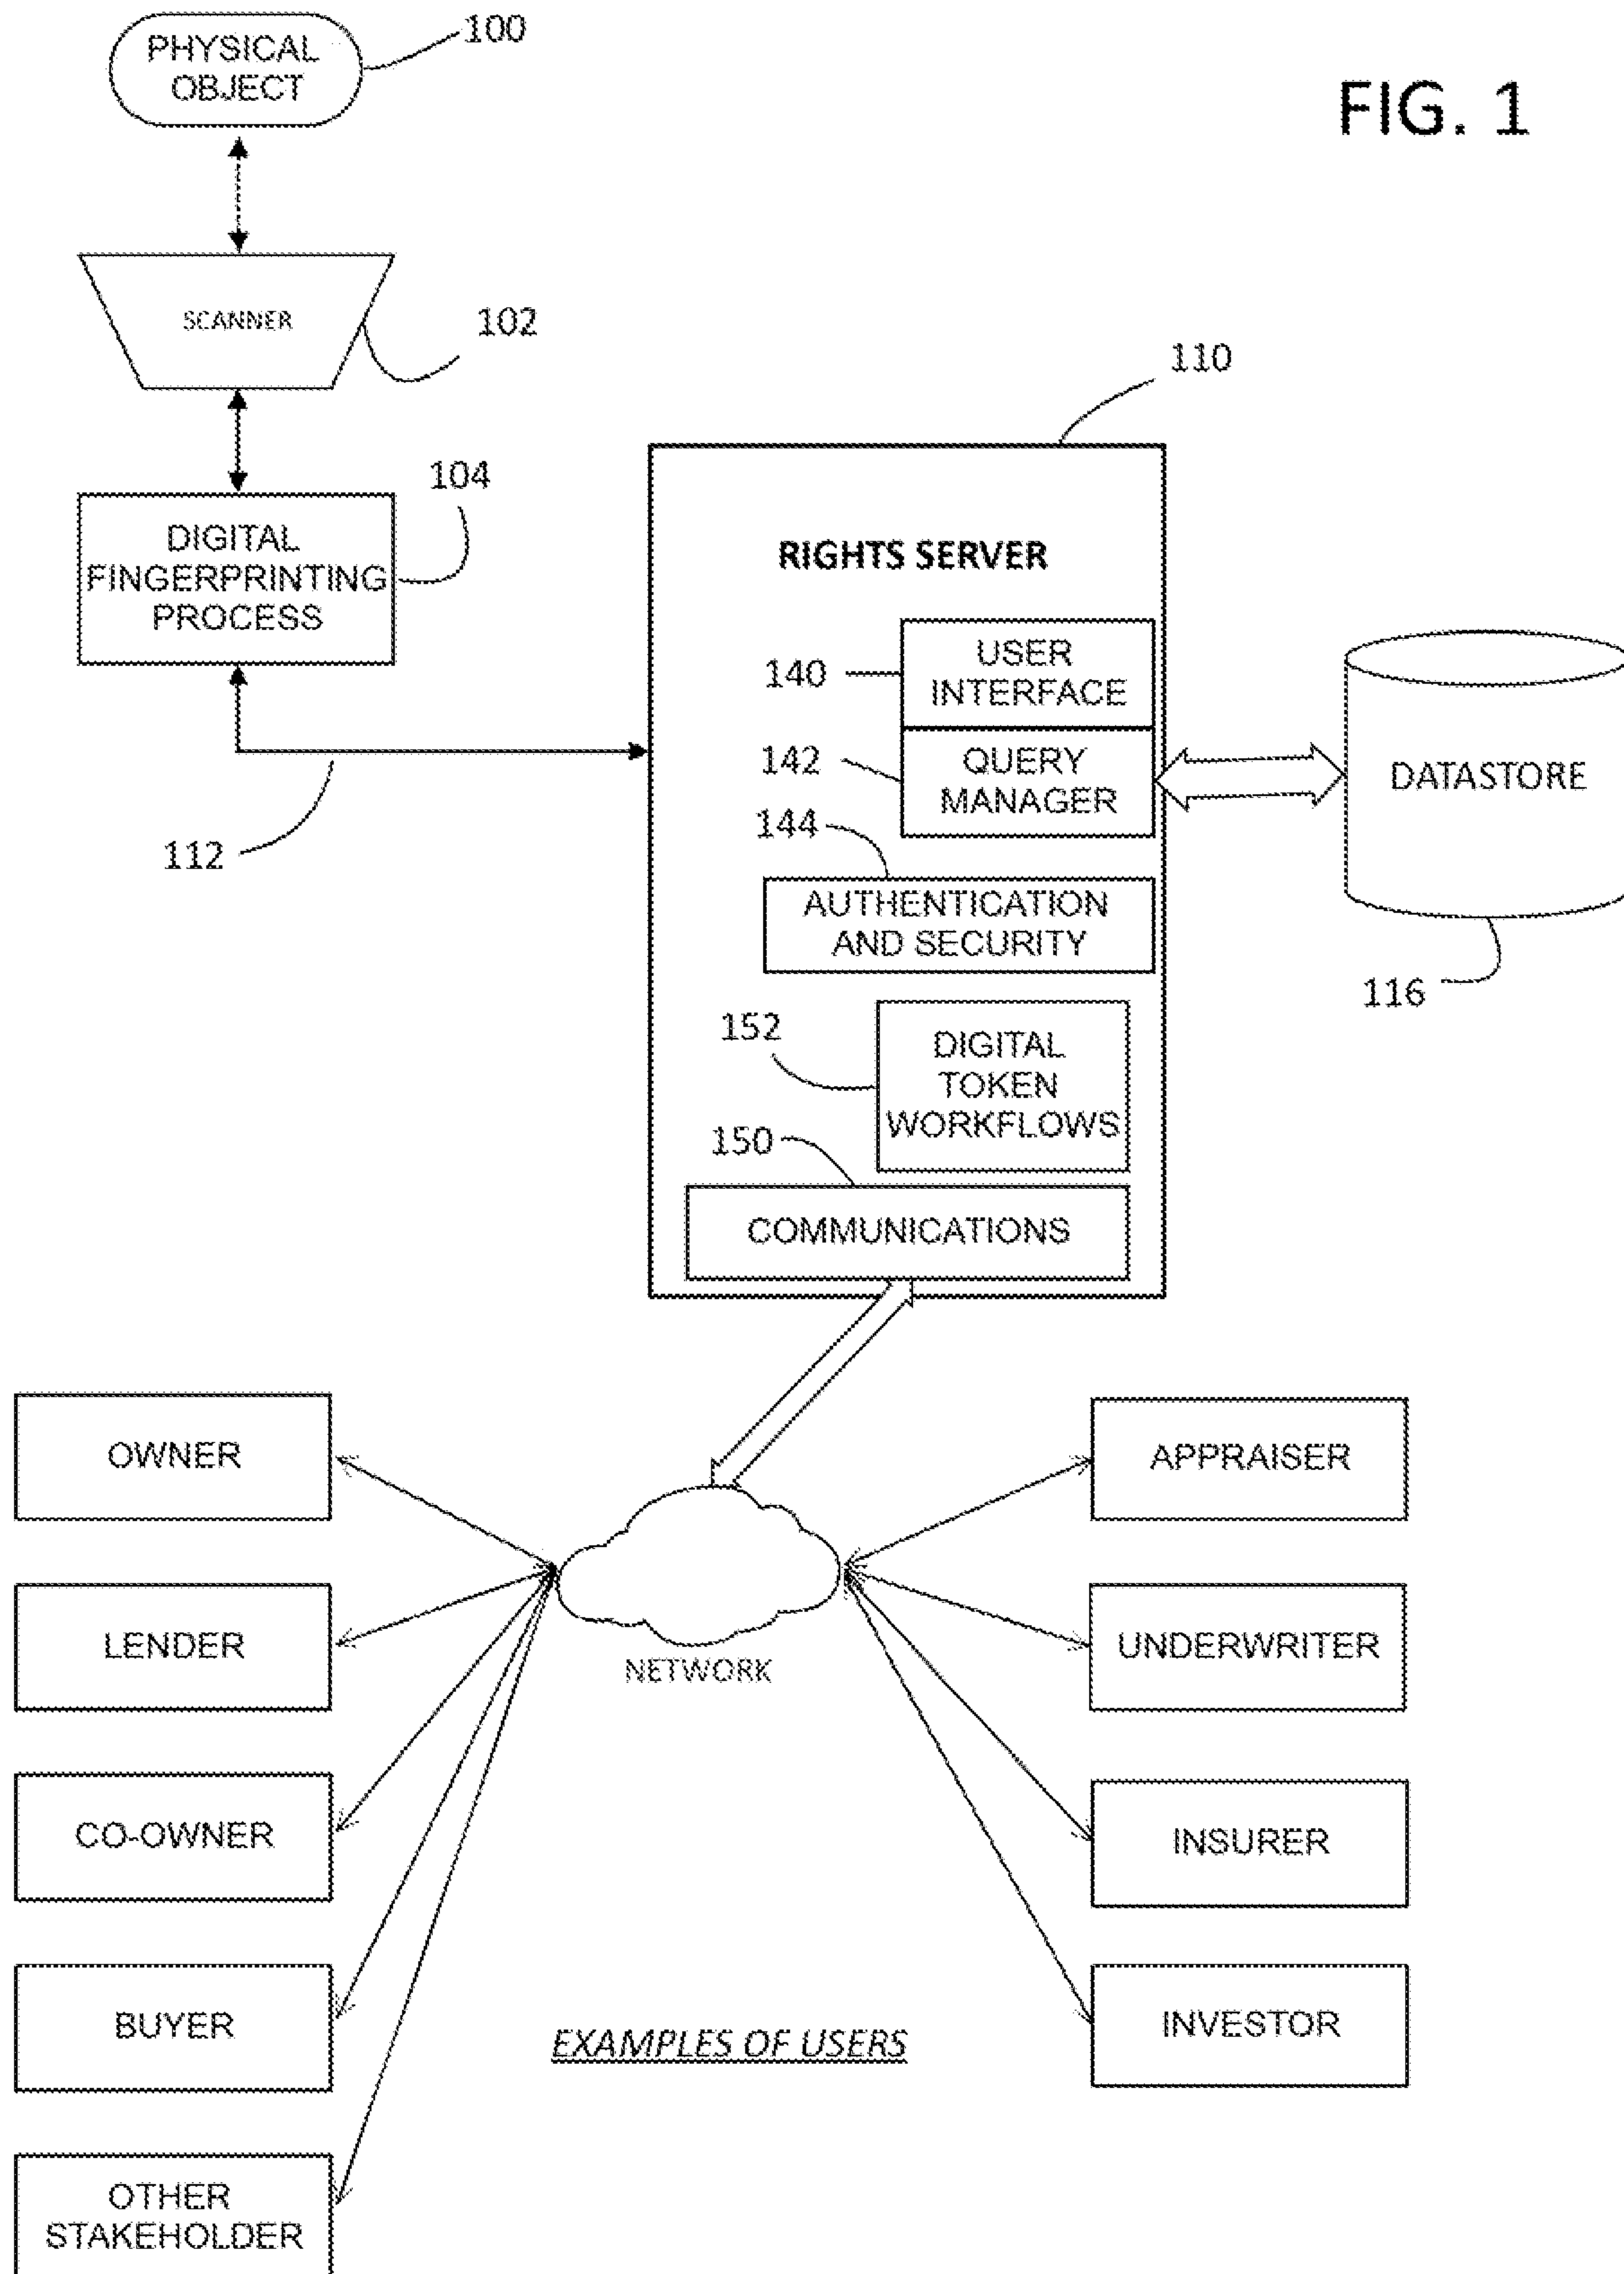 PHYSICAL
OBJECT
100
FIG. 1
SCANNER
102
110
104
DIGITAL
FINGERPRINTING
PROCESS
RIGHTS SERVER
140
USER
INTERFACE
142
QUERY
MANAGER
DATASTORE
144
112
AUTHENTICATION
AND SECURITY
116
152
DIGITAL
TOKEN
WORKFLOWS
150
COMMUNICATIONS
OWNER
APPRAISER
LENDER
UNDERWRITER
NETWORK
CO-OWNER
INSURER
BUYER
INVESTOR
EXAMPLES OF USERS
OTHER
STAKEHOLDER